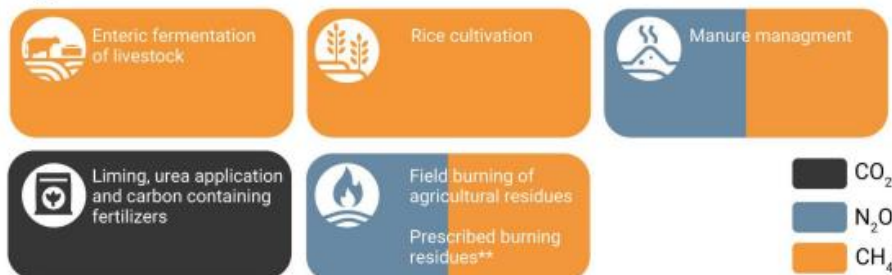 Enteric fermentation
of livestock
Rice cultivation
Manure managment
Liming, urea application
and carbon containing
fertilizers
Field burning of
agricultural residues
Prescribed burning
residues**
CO₂
N₂O
CH₄